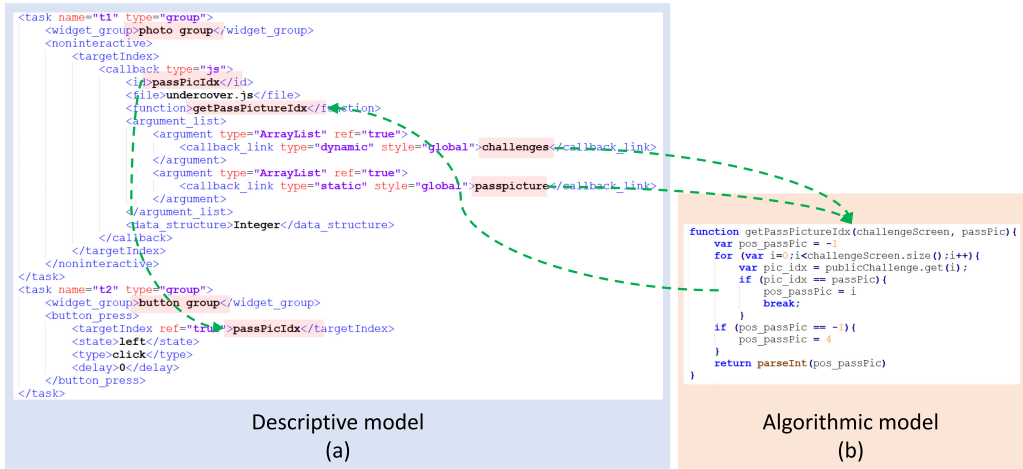 <task name="t1" type="group">
<widget_group>photo group</widget_group>
<noninteractive>
<targetIndex>
<callback type="js">
<id>passPicIdx</id>
<file>undercover.js</file>
<function>getPassPictureIdx</function>
<argument_list>
<argument type="ArrayList" ref="true">
<callback_link type="dynamic" style="global">challenges</callback_link>
</argument>
<argument type="ArrayList" ref="true">
<callback_link type="static" style="global">passpicture</callback_link>
</argument>
</argument_list>
<data_structure>Integer</data_structure>
</callback>
</targetIndex>
</noninteractive>
</task>
<task name="t2" type="group">
<widget_group>button group</widget_group>
<button_press>
<targetIndex ref="true">passPicIdx</targetIndex>
<state>left</state>
<type>click</type>
<delay>0</delay>
</button_press>
</task>
Descriptive model
(a)
function getPassPictureIdx(challengeScreen, passPic){
var pos_passPic = -1
for (var i=0;i<challengeScreen.size();i++){
var pic_idx = publicChallenge.get(i);
if (pic_idx == passPic){
pos_passPic = i
break;
}
if (pos_passPic == -1){
pos_passPic = 4
}
return parseInt(pos_passPic)
}
Algorithmic model
(b)